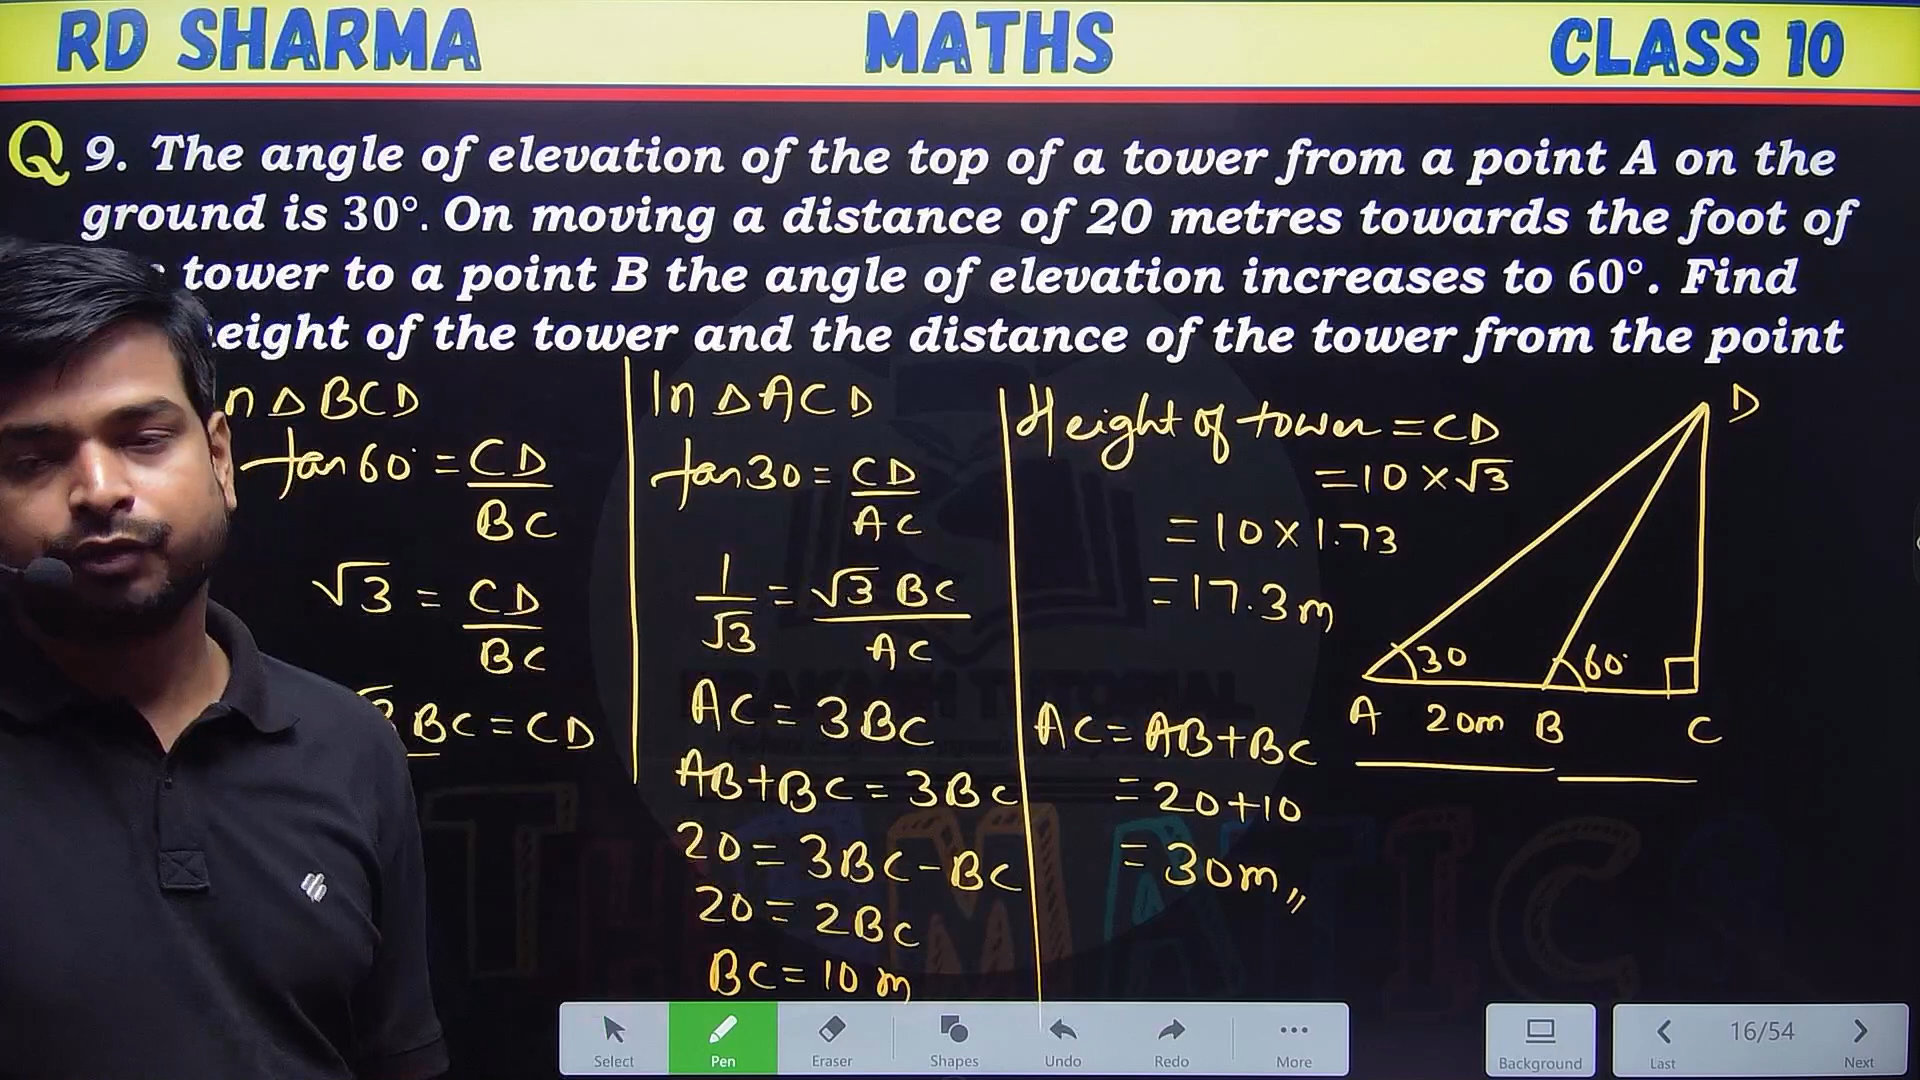 RD SHARMA MATHS CLASS 10
Q 9. The angle of elevation of the top of a tower from a point A on the
ground is 30°. On moving a distance of 20 metres towards the foot of
tower to a point B the angle of elevation increases to 60°. Find
eight of the tower and the distance of the tower from the point
n Δ BCD
tan 60° = CD/BC
√3 = CD/BC
BC = CD
In Δ ACD
tan 30 = CD/AC
1/√3 = √3 BC/AC
AC = 3BC
AB + BC = 3BC
20 = 3BC - BC
20 = 2BC
BC = 10 m
Height of tower = CD
= 10 × √3
= 10 × 1.73
= 17.3 m
AC = AB + BC
= 20 + 10
= 30m,,
D
30 60°
A 20m B C
Select Pen Eraser Shapes Undo Redo More Background Last 16/54 Next